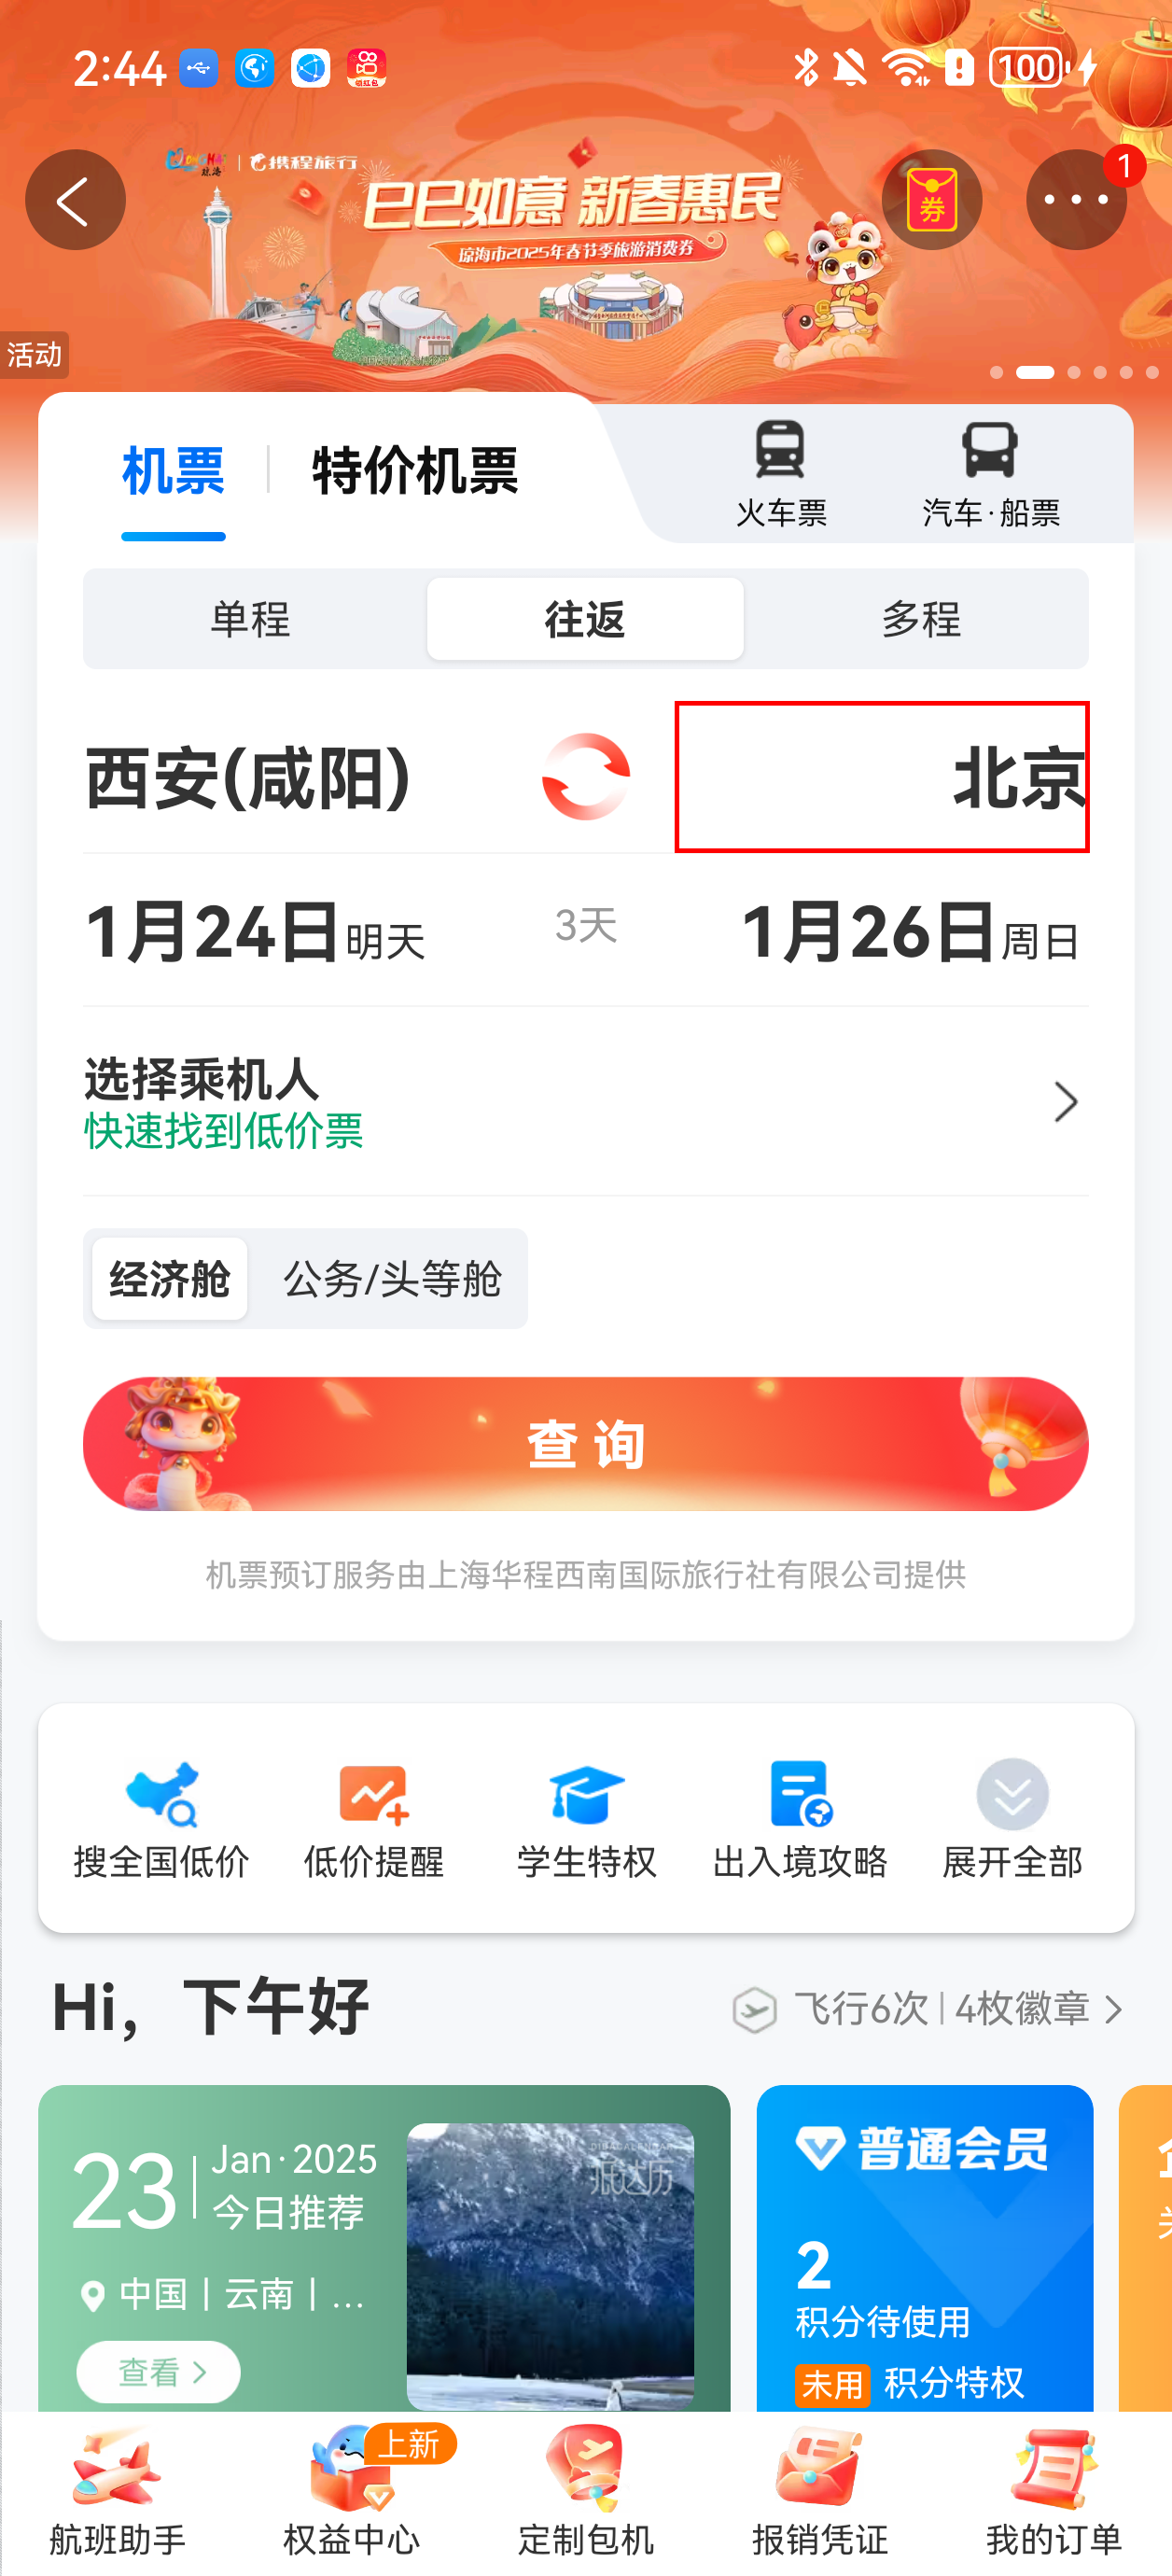 2:44
100
携程旅行
1
巳巳如意 新春惠民
券
琼海市2025年春节季旅游消费券
活动
机票
特价机票
火车票
汽车·船票
单程
往返
多程
西安(咸阳)
北京
1月24日明天
3天
1月26日周日
选择乘机人
快速找到低价票
经济舱
公务/头等舱
查询
机票预订服务由上海华程西南国际旅行社有限公司提供
搜全国低价
低价提醒
学生特权
出入境攻略
展开全部
Hi，下午好
飞行6次|4枚徽章
23
Jan·2025
今日推荐
中国 | 云南 | ...
查看
普通会员
2
积分待使用
未用 积分特权
上新
航班助手
权益中心
定制包机
报销凭证
我的订单